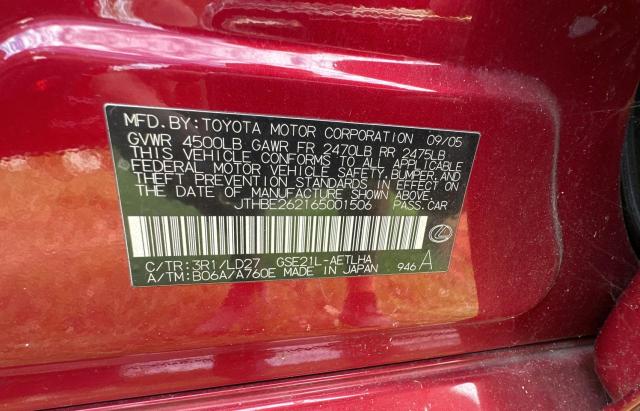 MFD. BY: TOYOTA MOTOR CORPORATION 09/05
GVWR 4500LB GAWR FR 2470LB RR 2475LB
THIS VEHICLE CONFORMS TO ALL APPLICABLE
FEDERAL MOTOR VEHICLE SAFETY, BUMPER, AND
THEFT PREVENTION STANDARDS IN EFFECT ON
THE DATE OF MANUFACTURE SHOWN ABOVE.
JTHBE262165001506 PASS. CAR
C/TR: 3R1/LD27 GSE21L-AETLHA
A/TM: B06A/A760E MADE IN JAPAN 946 A